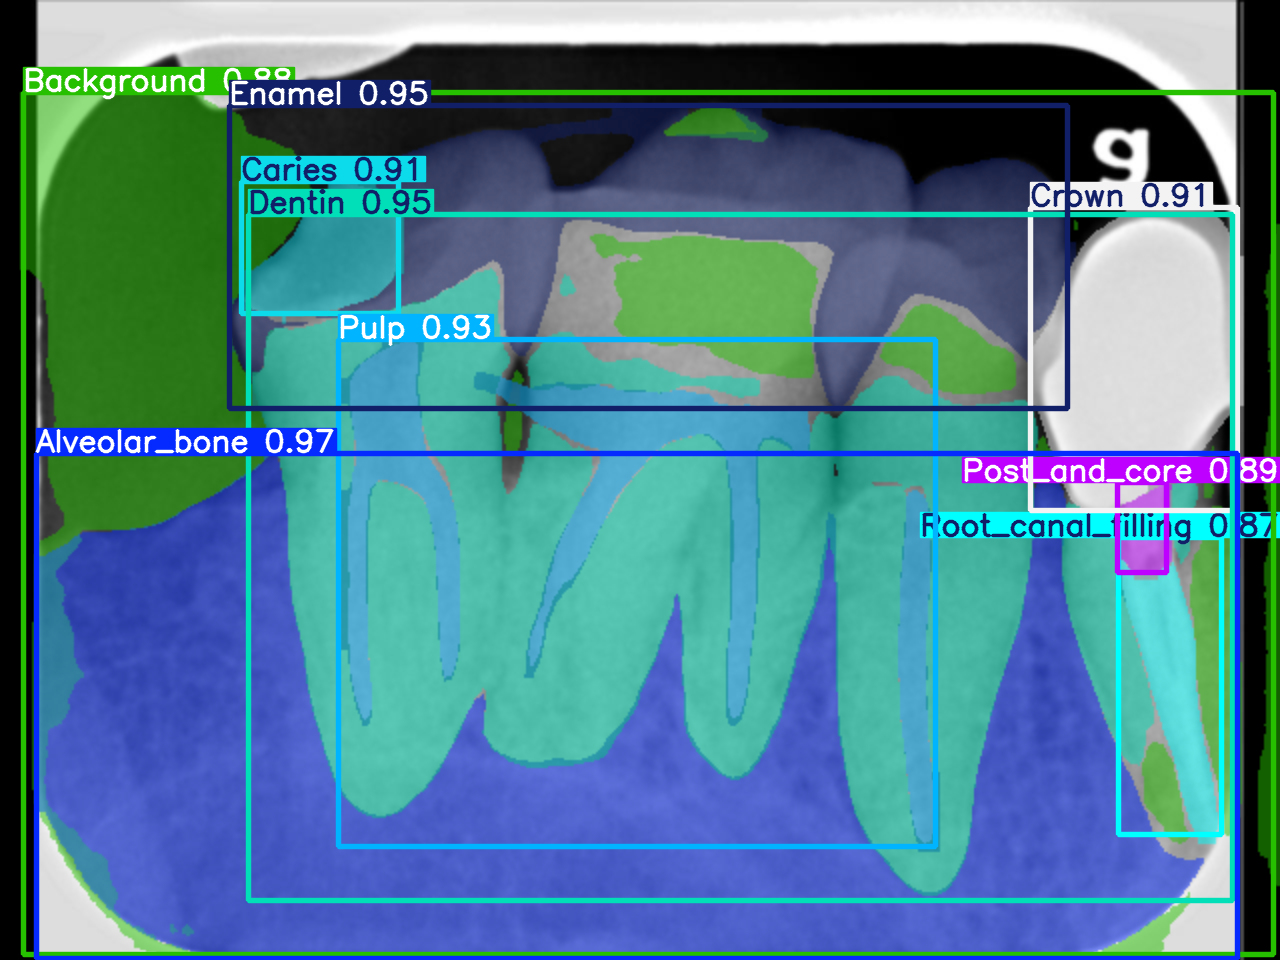 Background 0.88
Enamel 0.95
g
Caries 0.91
Dentin 0.95
Crown 0.91
Pulp 0.93
Alveolar_bone 0.97
Post_and_core 0.89
Root_canal_filling 0.87